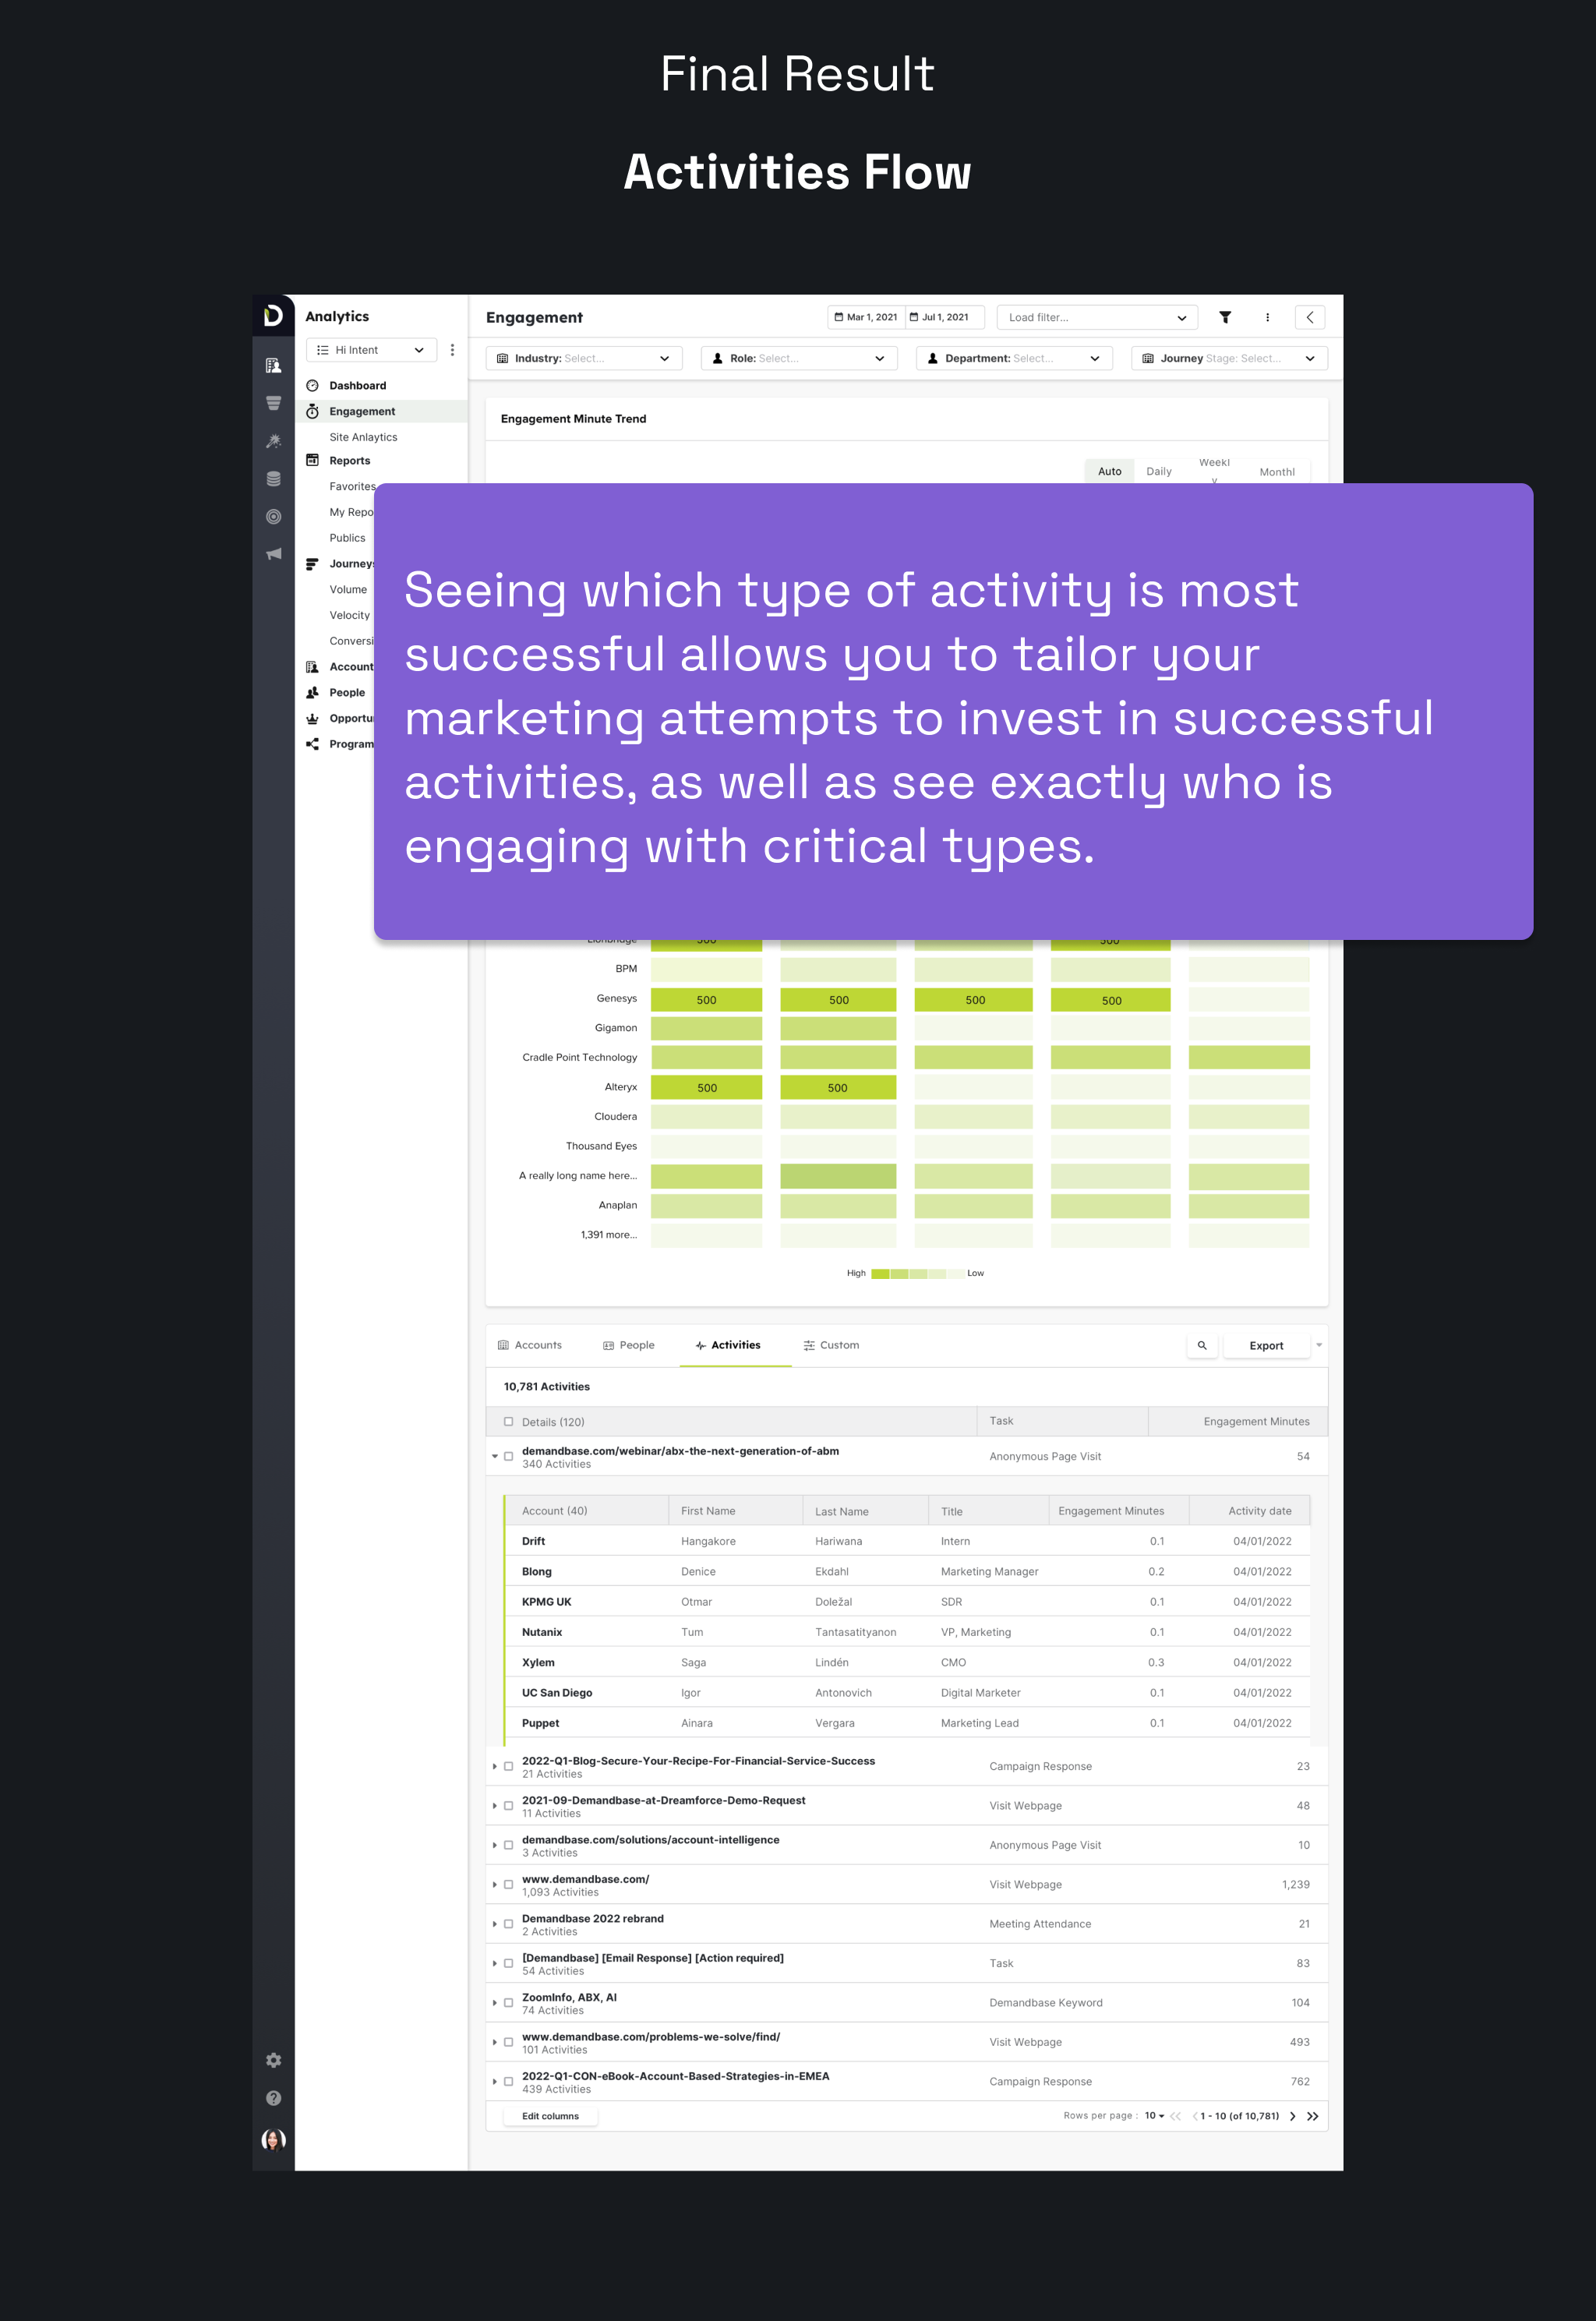 Final Result
Activities Flow
Analytics
Hi Intent
Dashboard
Engagement
Site Anlaytics
Reports
Favorites
My Repo
Publics
Journeys
Volume
Velocity
Conversi
Account
People
Opportu
Program
Engagement
Mar 1, 2021 Jul 1, 2021 Load filter...
Industry: Select... Role: Select... Department: Select... Journey Stage: Select...
Engagement Minute Trend
Auto Daily Weekl Monthl
y
Seeing which type of activity is most
successful allows you to tailor your
marketing attempts to invest in successful
activities, as well as see exactly who is
engaging with critical types.
Lionbridge 500 500
BPM
Genesys 500 500 500 500
Gigamon
Cradle Point Technology
Alteryx 500 500
Cloudera
Thousand Eyes
A really long name here...
Anaplan
1,391 more...
High Low
Accounts People Activities Custom Export
10,781 Activities
Details (120) Task Engagement Minutes
demandbase.com/webinar/abx-the-next-generation-of-abm Anonymous Page Visit 54
340 Activities
Account (40) First Name Last Name Title Engagement Minutes Activity date
Drift Hangakore Hariwana Intern 0.1 04/01/2022
Blong Denice Ekdahl Marketing Manager 0.2 04/01/2022
KPMG UK Otmar Doležal SDR 0.1 04/01/2022
Nutanix Tum Tantasatityanon VP, Marketing 0.1 04/01/2022
Xylem Saga Lindén CMO 0.3 04/01/2022
UC San Diego Igor Antonovich Digital Marketer 0.1 04/01/2022
Puppet Ainara Vergara Marketing Lead 0.1 04/01/2022
2022-Q1-Blog-Secure-Your-Recipe-For-Financial-Service-Success Campaign Response 23
21 Activities
2021-09-Demandbase-at-Dreamforce-Demo-Request Visit Webpage 48
11 Activities
demandbase.com/solutions/account-intelligence Anonymous Page Visit 10
3 Activities
www.demandbase.com/ Visit Webpage 1,239
1,093 Activities
Demandbase 2022 rebrand Meeting Attendance 21
2 Activities
[Demandbase] [Email Response] [Action required] Task 83
54 Activities
ZoomInfo, ABX, AI Demandbase Keyword 104
74 Activities
www.demandbase.com/problems-we-solve/find/ Visit Webpage 493
101 Activities
2022-Q1-CON-eBook-Account-Based-Strategies-in-EMEA Campaign Response 762
439 Activities
Edit columns Rows per page : 10 1 - 10 (of 10,781)